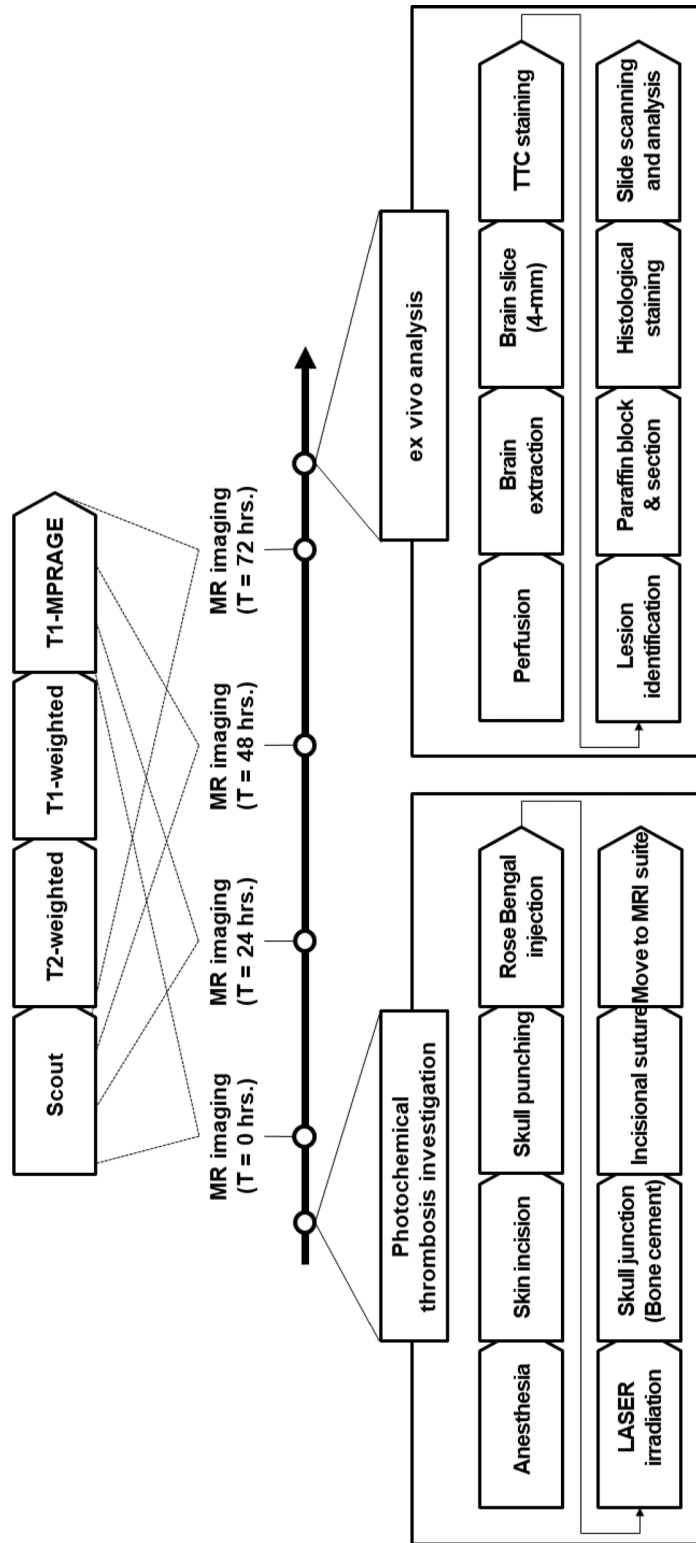 Scout
T2-weighted
T1-weighted
T1-MPRAGE
MR imaging
(T = 0 hrs.)
MR imaging
(T = 24 hrs.)
MR imaging
(T = 48 hrs.)
MR imaging
(T = 72 hrs.)
Photochemical
thrombosis investigation
Anesthesia
Skin incision
Skull punching
Rose Bengal
injection
LASER
irradiation
Skull junction
(Bone cement)
Incisional suture
Move to MRI suite
ex vivo analysis
Perfusion
Brain
extraction
Brain slice
(4-mm)
TTC staining
Lesion
identification
Paraffin block
& section
Histological
staining
Slide scanning
and analysis